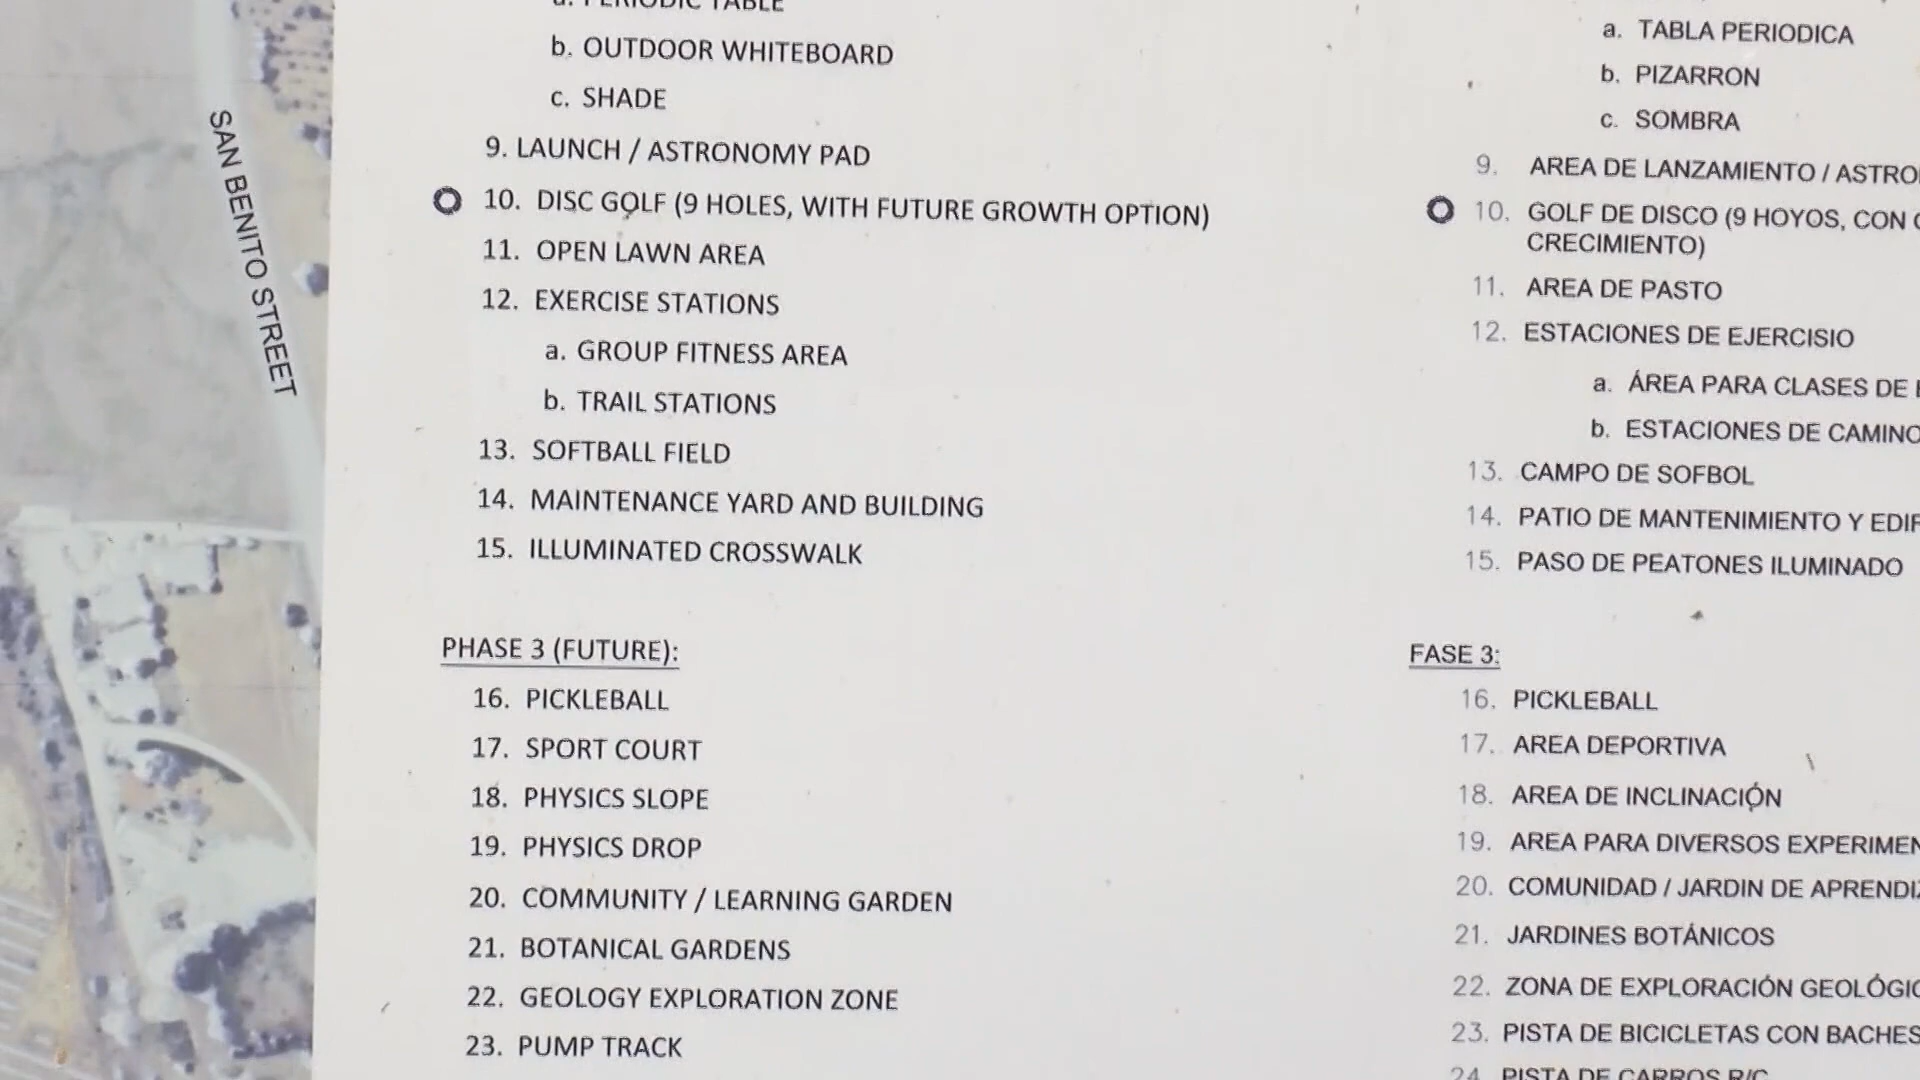 SAN BENITO STREET
a. PERIODIC TABLE
b. OUTDOOR WHITEBOARD
c. SHADE
9. LAUNCH / ASTRONOMY PAD
10. DISC GOLF (9 HOLES, WITH FUTURE GROWTH OPTION)
11. OPEN LAWN AREA
12. EXERCISE STATIONS
a. GROUP FITNESS AREA
b. TRAIL STATIONS
13. SOFTBALL FIELD
14. MAINTENANCE YARD AND BUILDING
15. ILLUMINATED CROSSWALK
PHASE 3 (FUTURE):
16. PICKLEBALL
17. SPORT COURT
18. PHYSICS SLOPE
19. PHYSICS DROP
20. COMMUNITY / LEARNING GARDEN
21. BOTANICAL GARDENS
22. GEOLOGY EXPLORATION ZONE
23. PUMP TRACK
a. TABLA PERIODICA
b. PIZARRON
c. SOMBRA
9. AREA DE LANZAMIENTO / ASTRO
10. GOLF DE DISCO (9 HOYOS, CON
CRECIMIENTO)
11. AREA DE PASTO
12. ESTACIONES DE EJERCISIO
a. ÁREA PARA CLASES DE
b. ESTACIONES DE CAMINO
13. CAMPO DE SOFBOL
14. PATIO DE MANTENIMIENTO Y EDIF
15. PASO DE PEATONES ILUMINADO
FASE 3:
16. PICKLEBALL
17. AREA DEPORTIVA
18. AREA DE INCLINACIÓN
19. AREA PARA DIVERSOS EXPERIMEN
20. COMUNIDAD / JARDIN DE APRENDI
21. JARDINES BOTÁNICOS
22. ZONA DE EXPLORACIÓN GEOLÓGIC
23. PISTA DE BICICLETAS CON BACHES
24. PISTA DE CARROS R/C